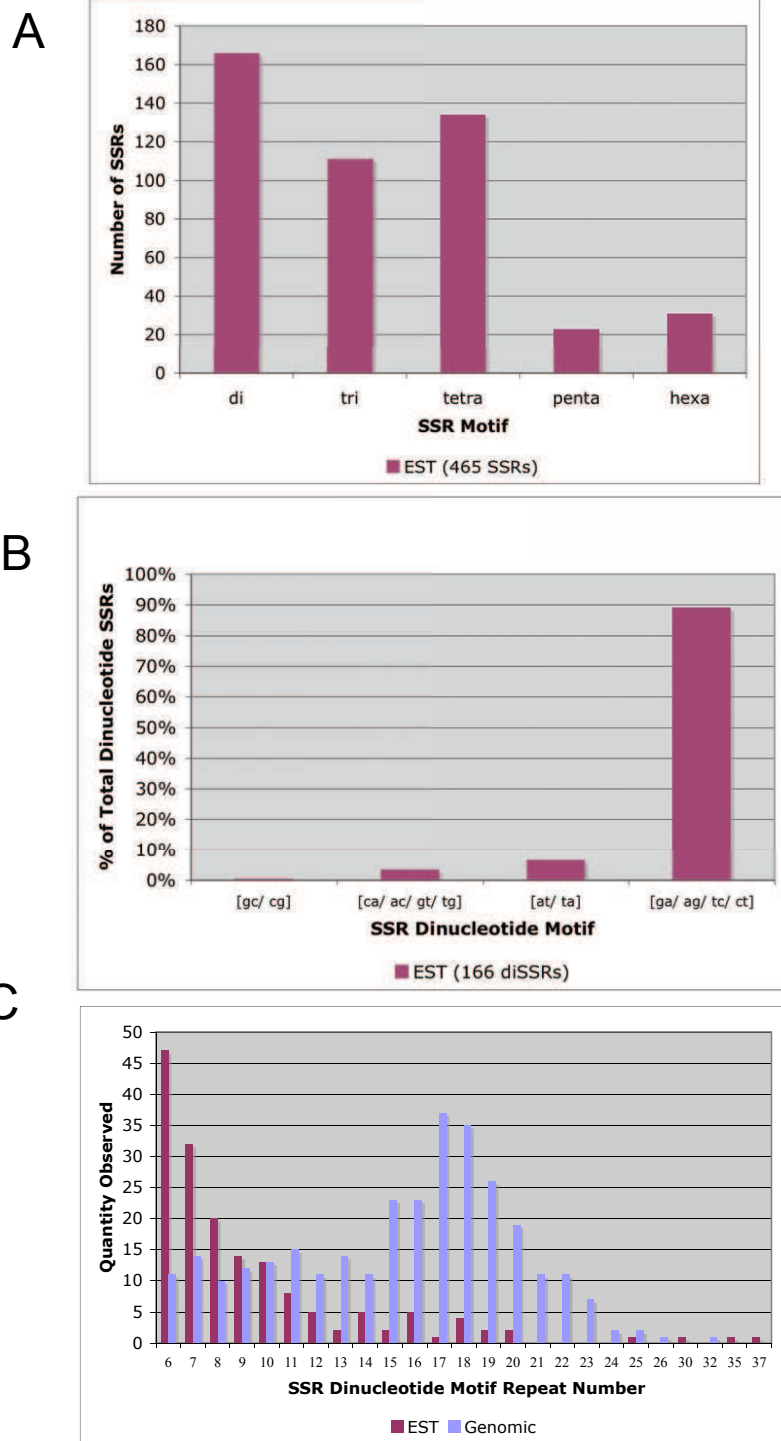 A
180
160
140
120
100
80
60
40
20
0
Number of SSRs
di tri tetra penta hexa
SSR Motif
EST (465 SSRs)
B
100%
90%
80%
70%
60%
50%
40%
30%
20%
10%
0%
% of Total Dinucleotide SSRs
[gc/ cg] [ca/ ac/ gt/ tg] [at/ ta] [ga/ ag/ tc/ ct]
SSR Dinucleotide Motif
EST (166 diSSRs)
C
50
45
40
35
30
25
20
15
10
5
0
Quantity Observed
6 7 8 9 10 11 12 13 14 15 16 17 18 19 20 21 22 23 24 25 26 30 32 35 37
SSR Dinucleotide Motif Repeat Number
EST Genomic